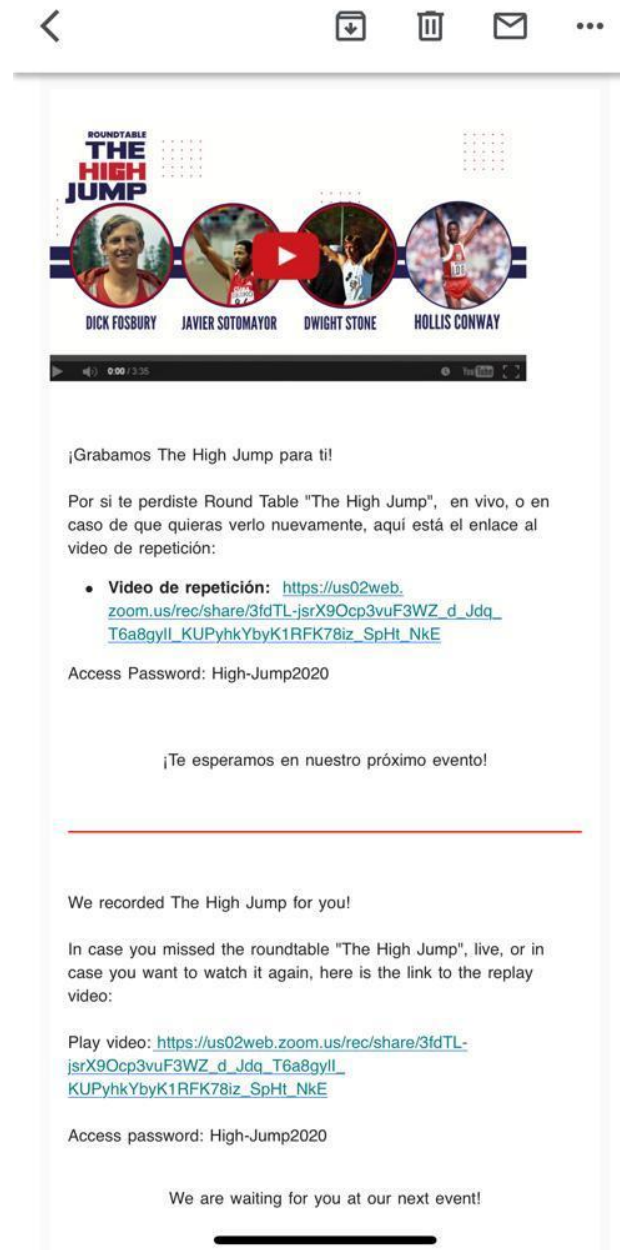 ROUNDTABLE
THE
HIGH
JUMP
DICK FOSBURY JAVIER SOTOMAYOR DWIGHT STONE HOLLIS CONWAY
0:00 / 3:35 YouTube
¡Grabamos The High Jump para ti!
Por si te perdiste Round Table "The High Jump", en vivo, o en
caso de que quieras verlo nuevamente, aquí está el enlace al
video de repetición:
• Video de repetición: https://us02web.
zoom.us/rec/share/3fdTL-jsrX9Ocp3vuF3WZ_d_Jdq_
T6a8gyII_KUPyhkYbyK1RFK78iz_SpHt_NkE
Access Password: High-Jump2020
¡Te esperamos en nuestro próximo evento!
We recorded The High Jump for you!
In case you missed the roundtable "The High Jump", live, or in
case you want to watch it again, here is the link to the replay
video:
Play video: https://us02web.zoom.us/rec/share/3fdTL-
jsrX9Ocp3vuF3WZ_d_Jdq_T6a8gyII_
KUPyhkYbyK1RFK78iz_SpHt_NkE
Access password: High-Jump2020
We are waiting for you at our next event!